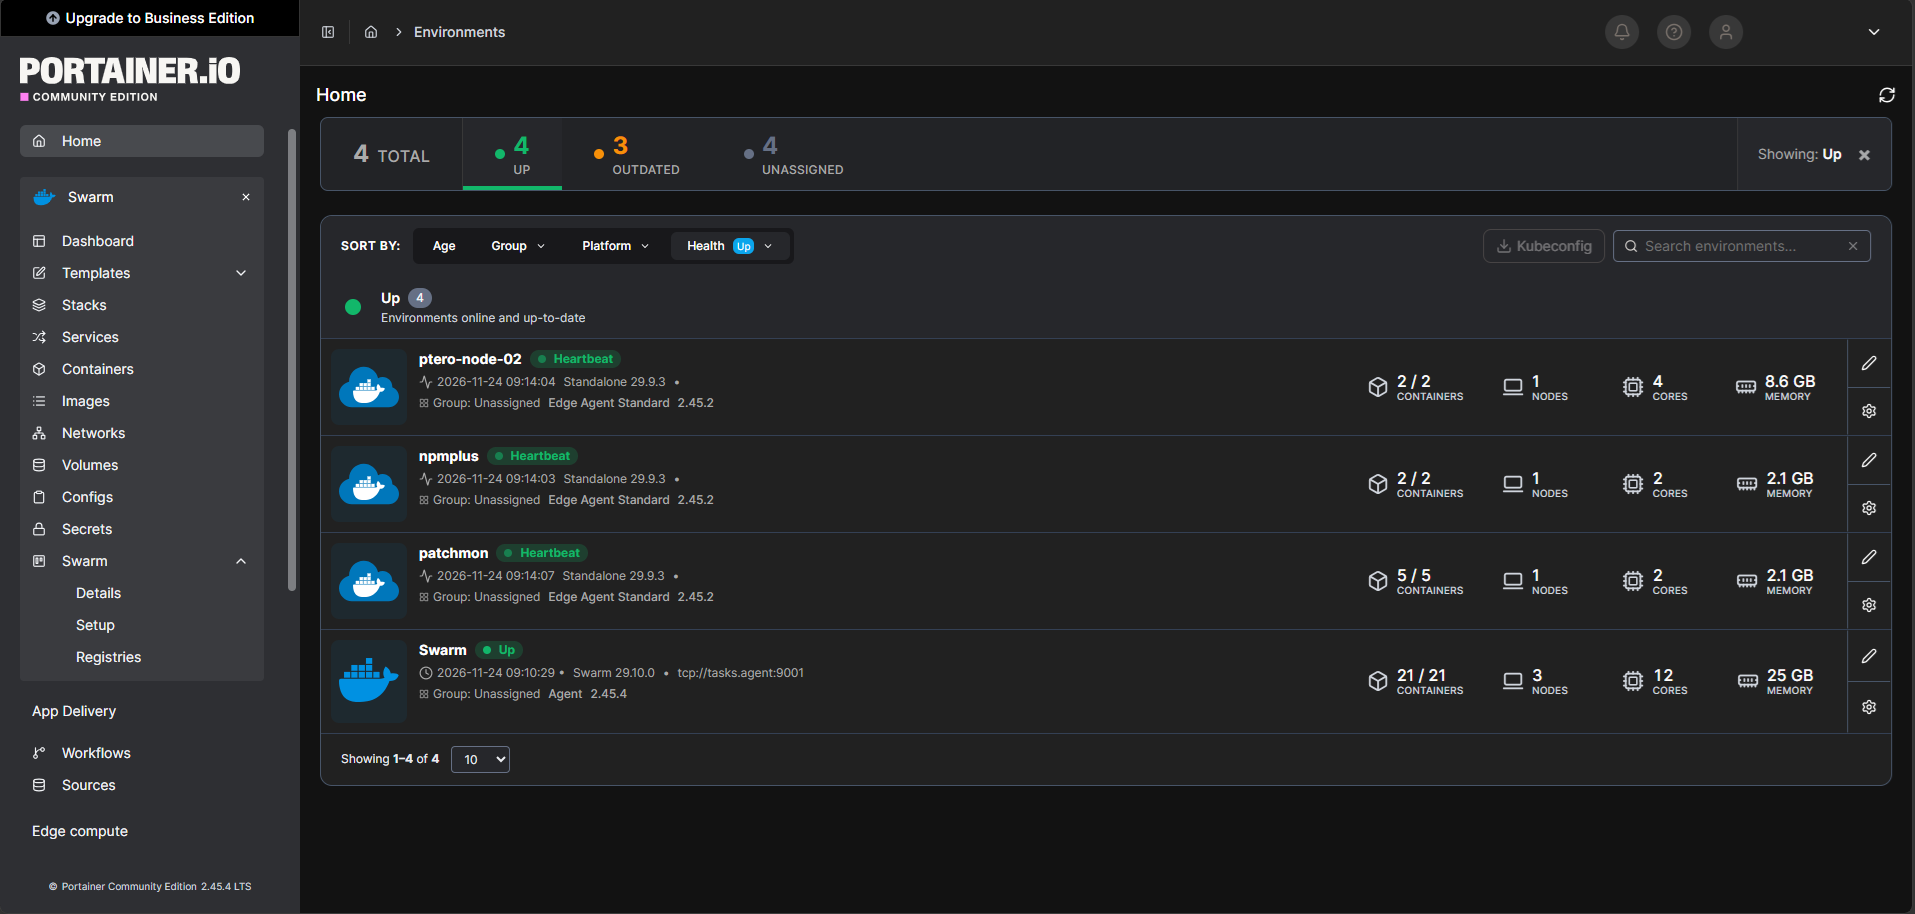 Upgrade to Business Edition
PORTAINER.iO
COMMUNITY EDITION
Home
Swarm
Dashboard
Templates
Stacks
Services
Containers
Images
Networks
Volumes
Configs
Secrets
Swarm
Details
Setup
Registries
App Delivery
Workflows
Sources
Edge compute
© Portainer Community Edition 2.45.4 LTS
Environments
Home
4 TOTAL
4
UP
3
OUTDATED
4
UNASSIGNED
Showing: Up
SORT BY: Age Group Platform Health Up
Kubeconfig
Search environments...
Up 4
Environments online and up-to-date
ptero-node-02 Heartbeat
2026-11-24 09:14:04 Standalone 29.9.3 •
Group: Unassigned Edge Agent Standard 2.45.2
2 / 2
CONTAINERS
1
NODES
4
CORES
8.6 GB
MEMORY
npmplus Heartbeat
2026-11-24 09:14:03 Standalone 29.9.3 •
Group: Unassigned Edge Agent Standard 2.45.2
2 / 2
CONTAINERS
1
NODES
2
CORES
2.1 GB
MEMORY
patchmon Heartbeat
2026-11-24 09:14:07 Standalone 29.9.3 •
Group: Unassigned Edge Agent Standard 2.45.2
5 / 5
CONTAINERS
1
NODES
2
CORES
2.1 GB
MEMORY
Swarm Up
2026-11-24 09:10:29 • Swarm 29.10.0 • tcp://tasks.agent:9001
Group: Unassigned Agent 2.45.4
21 / 21
CONTAINERS
3
NODES
12
CORES
25 GB
MEMORY
Showing 1–4 of 4 10